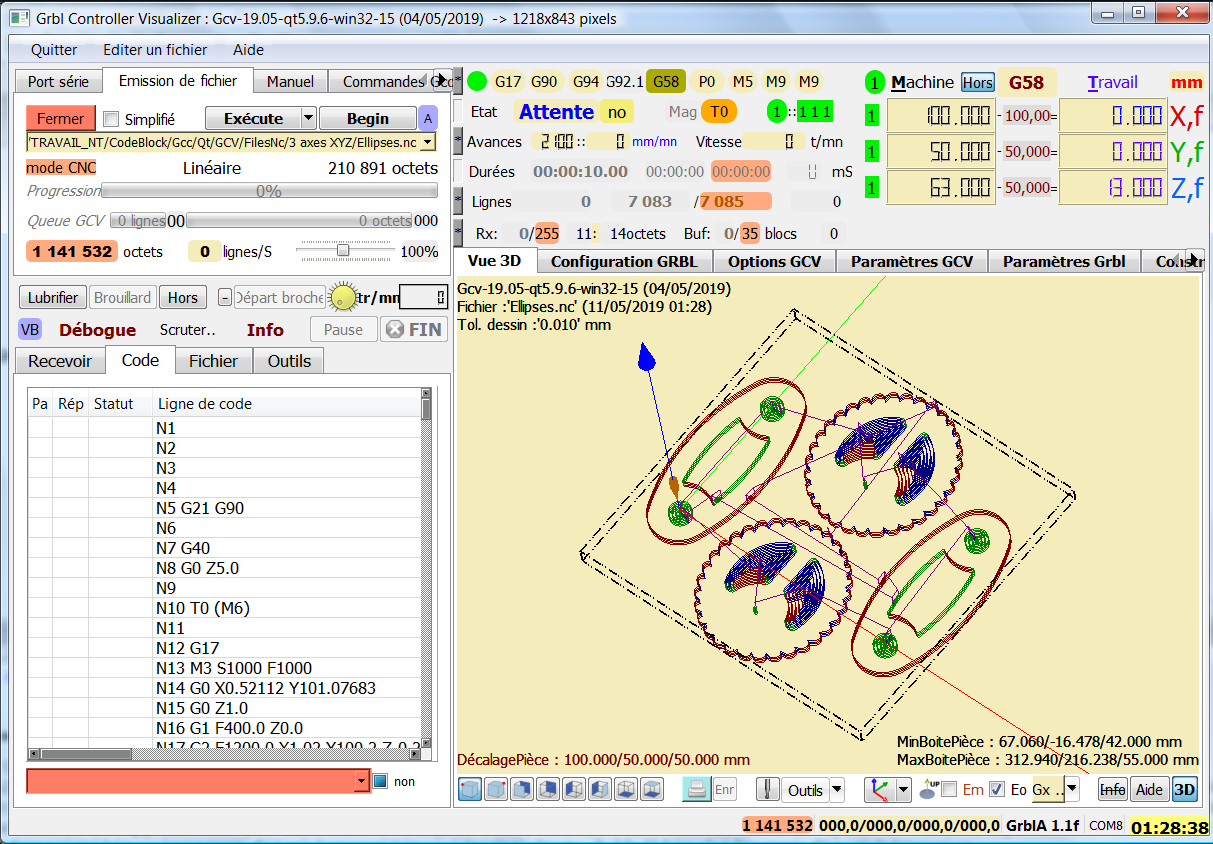 Grbl Controller Visualizer : Gcv-19.05-qt5.9.6-win32-15 (04/05/2019) -> 1218x843 pixels
Quitter Editer un fichier Aide
Port série Emission de fichier Manuel Commandes
Fermer Simplifié Exécute Begin A
'TRAVAIL_NT/CodeBlock/Gcc/Qt/GCV/FilesNc/3 axes XYZ/Ellipses.nc
mode CNC Linéaire 210 891 octets
Progression 0%
Queue GCV 0 lignes 00 0 octets 000
1 141 532 octets 0 lignes/S 100%
Lubrifier Brouillard Hors - Départ broche tr/mn 0
VB Débogue Scruter.. Info Pause FIN
Recevoir Code Fichier Outils
Pa Rép Statut Ligne de code
N1
N2
N3
N4
N5 G21 G90
N6
N7 G40
N8 G0 Z5.0
N9
N10 T0 (M6)
N11
N12 G17
N13 M3 S1000 F1000
N14 G0 X0.52112 Y101.07683
N15 G0 Z1.0
N16 G1 F400.0 Z0.0
N17 G2 F1200.0 X1.02 Y100.2 Z-0.2
non
* G17 G90 G94 G92.1 G58 P0 M5 M9 M9
Etat Attente no Mag T0 1::111
* Avances 2100:: 0 mm/mn Vitesse 0 t/mn
Durées 00:00:10.00 00:00:00 00:00:00 0 mS
* Lignes 0 7 083 /7 085 0
* Rx: 0/255 11: 14octets Buf: 0/35 blocs 0
1 Machine Hors G58 Travail mm
1 100.000 -100,00= 0.000 X,f
1 50.000 -50,000= 0.000 Y,f
1 63.000 -50,000= 13.000 Z,f
Vue 3D Configuration GRBL Options GCV Paramètres GCV Paramètres Grbl
Gcv-19.05-qt5.9.6-win32-15 (04/05/2019)
Fichier :'Ellipses.nc' (11/05/2019 01:28)
Tol. dessin :'0.010' mm
MinBoitePièce : 67.060/-16.478/42.000 mm
DécalagePièce : 100.000/50.000/50.000 mm MaxBoitePièce : 312.940/216.238/55.000 mm
Enr Outils UP Em Eo Gx .. Info Aide 3D
1 141 532 000,0/000,0/000,0/000,0 GrblA 1.1f COM8 01:28:38